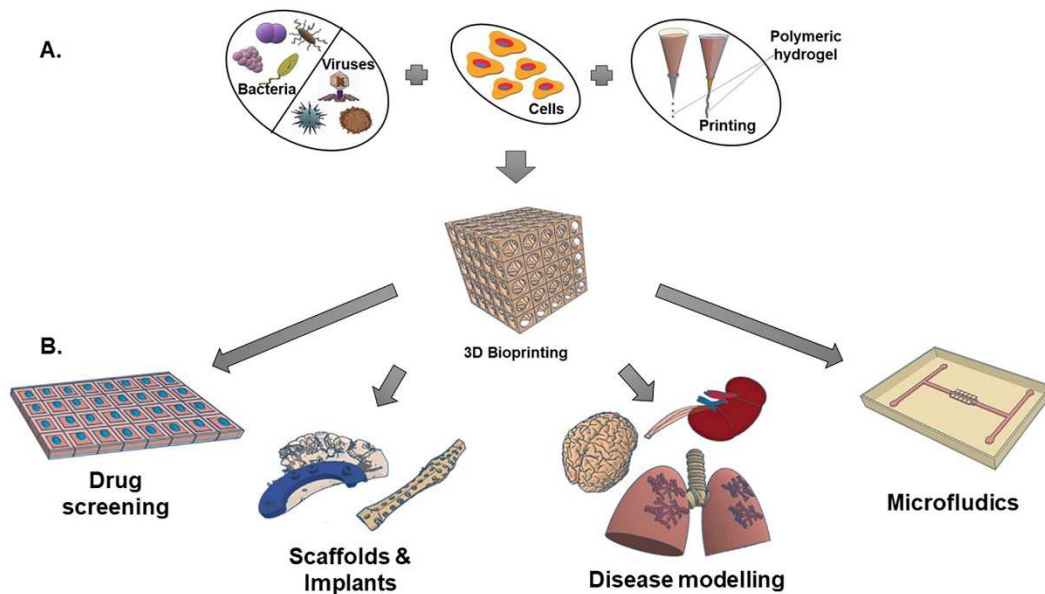 A.
Bacteria
Viruses
Cells
Polymeric
hydrogel
Printing
3D Bioprinting
B.
Drug
screening
Scaffolds &
Implants
Disease modelling
Microfludics